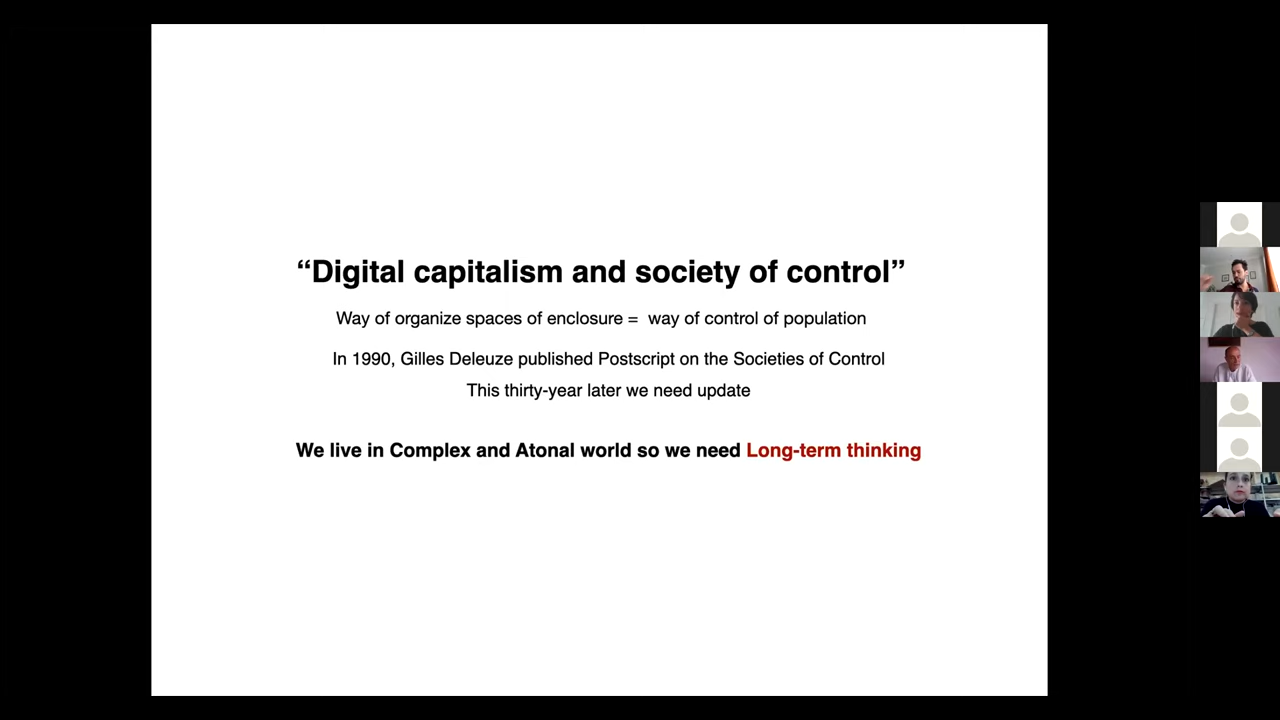 “Digital capitalism and society of control”
Way of organize spaces of enclosure = way of control of population
In 1990, Gilles Deleuze published Postscript on the Societies of Control
This thirty-year later we need update
We live in Complex and Atonal world so we need Long-term thinking